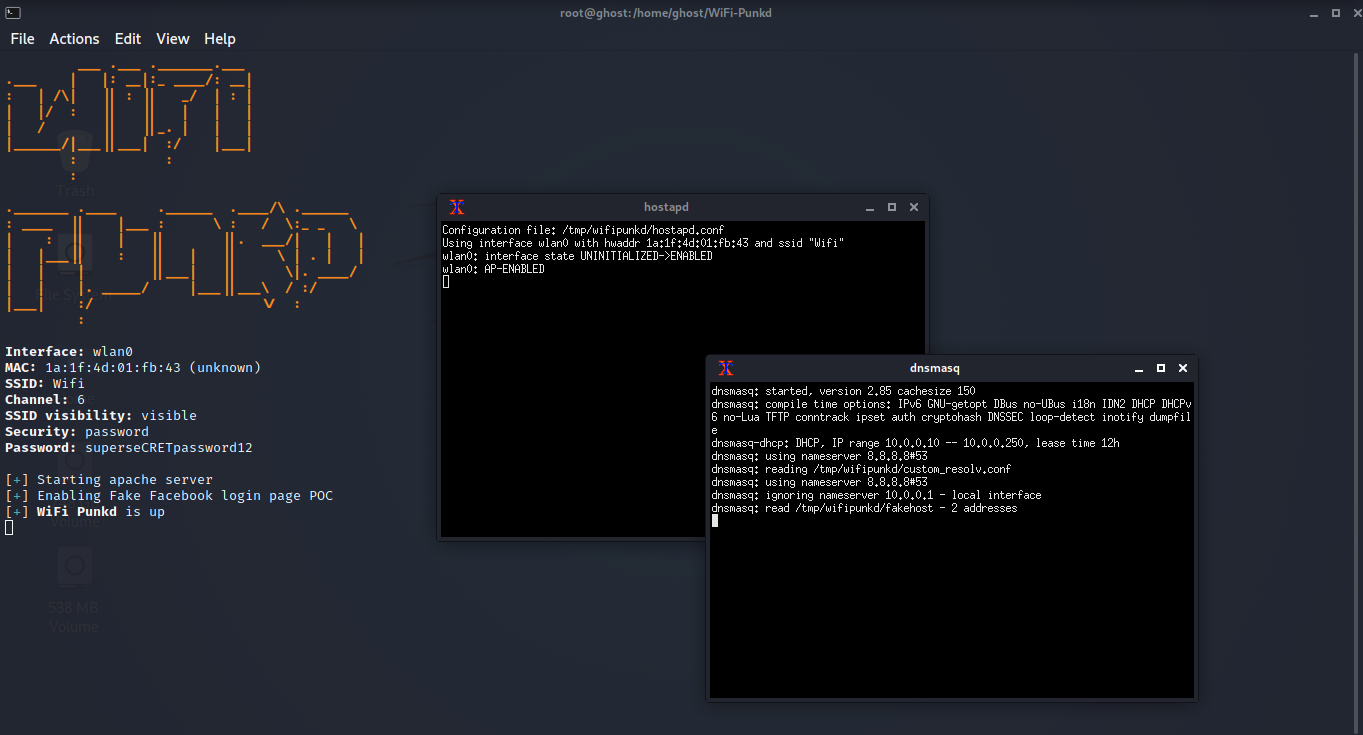 root@ghost:/home/ghost/WiFi-Punkd
File Actions Edit View Help
WiFi
PUNKD
Trash
File System
Interface: wlan0
MAC: 1a:1f:4d:01:fb:43 (unknown)
SSID: Wifi
Channel: 6
SSID visibility: visible
Security: password
Password: superseCRETpassword12
[+] Starting apache server
[+] Enabling Fake Facebook login page POC
[+] WiFi Punkd is up
Volume
538 MB
Volume
hostapd
Configuration file: /tmp/wifipunkd/hostapd.conf
Using interface wlan0 with hwaddr 1a:1f:4d:01:fb:43 and ssid "Wifi"
wlan0: interface state UNINITIALIZED->ENABLED
wlan0: AP-ENABLED
dnsmasq
dnsmasq: started, version 2.85 cachesize 150
dnsmasq: compile time options: IPv6 GNU-getopt DBus no-UBus i18n IDN2 DHCP DHCPv
6 no-Lua TFTP conntrack ipset auth cryptohash DNSSEC loop-detect inotify dumpfil
e
dnsmasq-dhcp: DHCP, IP range 10.0.0.10 -- 10.0.0.250, lease time 12h
dnsmasq: using nameserver 8.8.8.8#53
dnsmasq: reading /tmp/wifipunkd/custom_resolv.conf
dnsmasq: using nameserver 8.8.8.8#53
dnsmasq: ignoring nameserver 10.0.0.1 - local interface
dnsmasq: read /tmp/wifipunkd/fakehost - 2 addresses